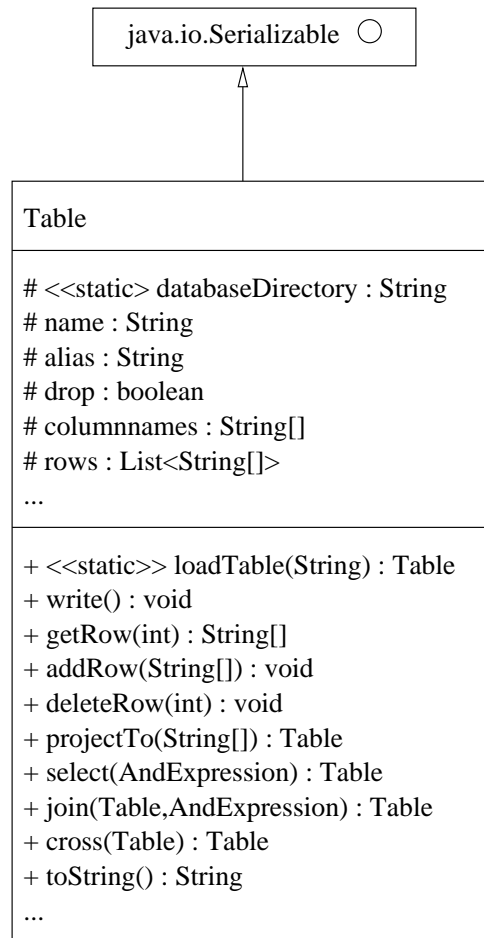 java.io.Serializable
Table
# <<static> databaseDirectory : String
# name : String
# alias : String
# drop : boolean
# columnnames : String[]
# rows : List<String[]>
...
+ <<static>> loadTable(String) : Table
+ write() : void
+ getRow(int) : String[]
+ addRow(String[]) : void
+ deleteRow(int) : void
+ projectTo(String[]) : Table
+ select(AndExpression) : Table
+ join(Table,AndExpression) : Table
+ cross(Table) : Table
+ toString() : String
...